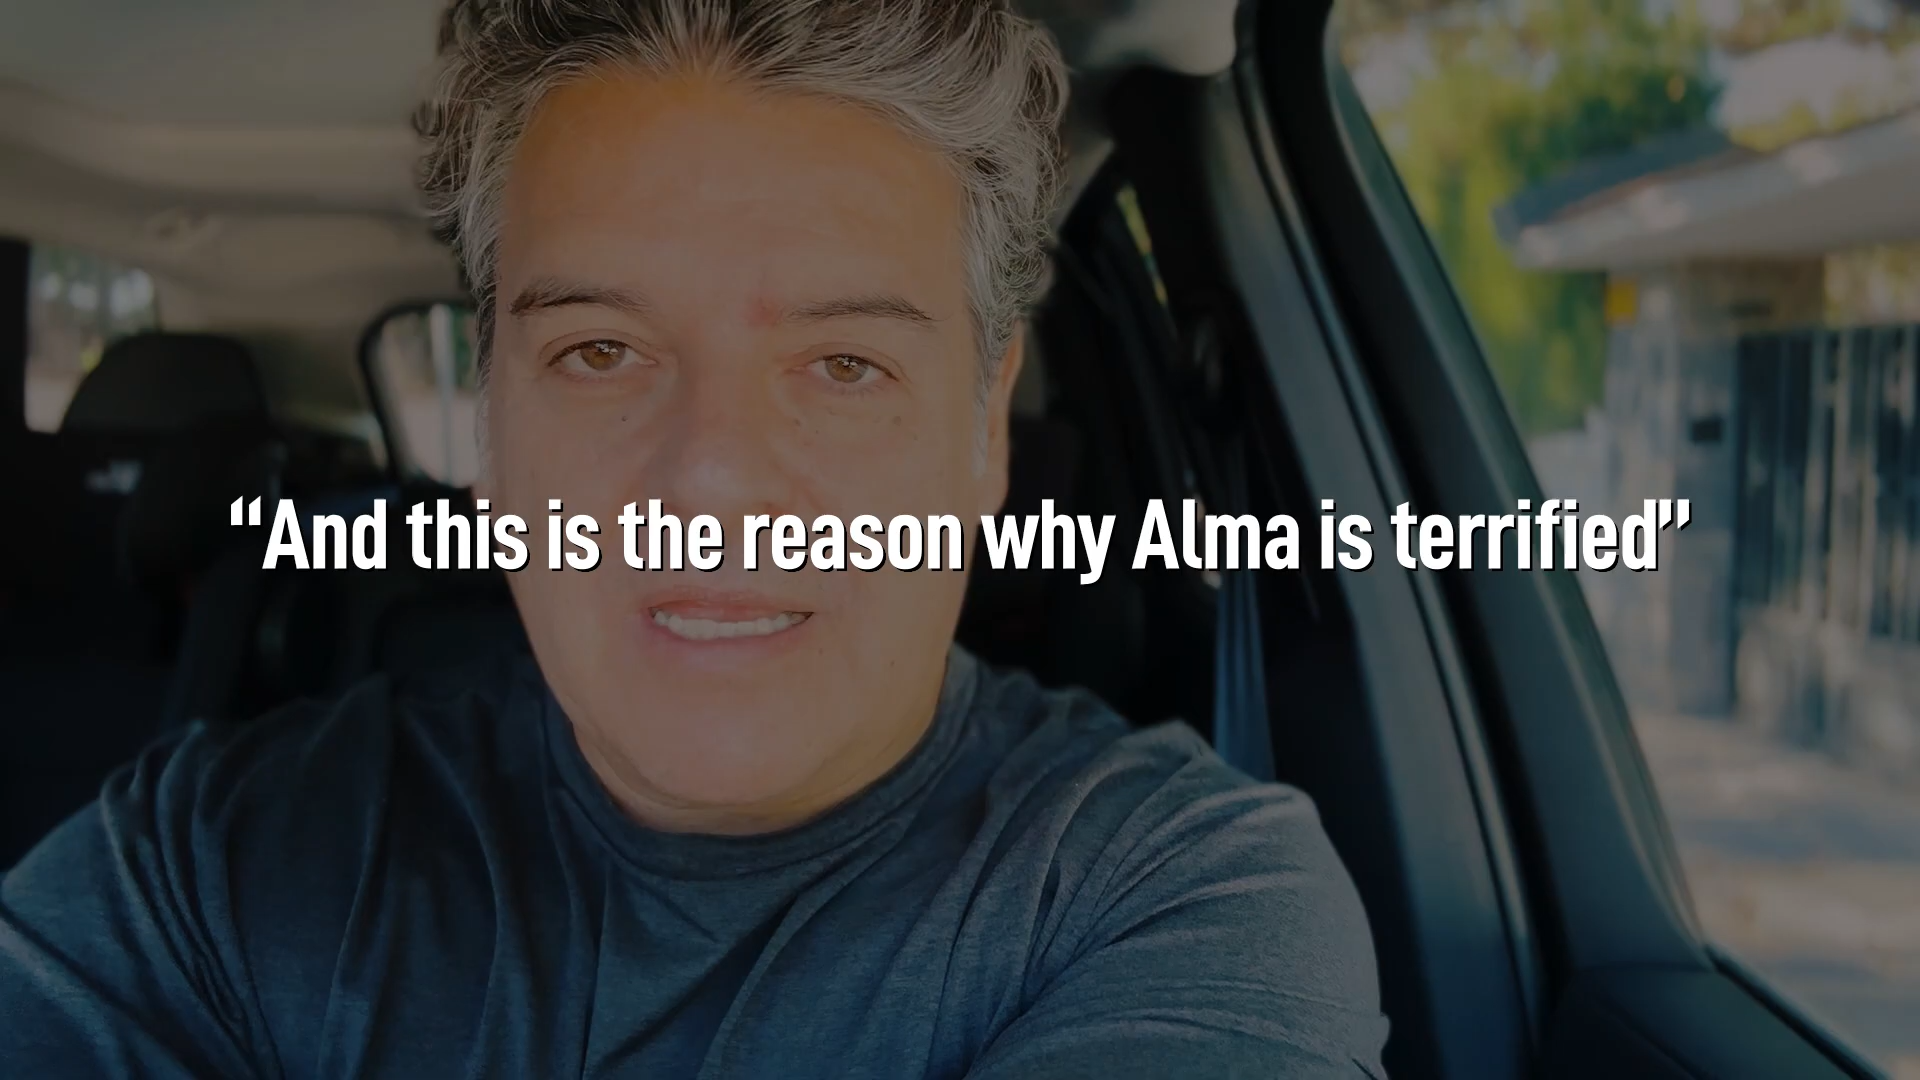 “And this is the reason why Alma is terrified”